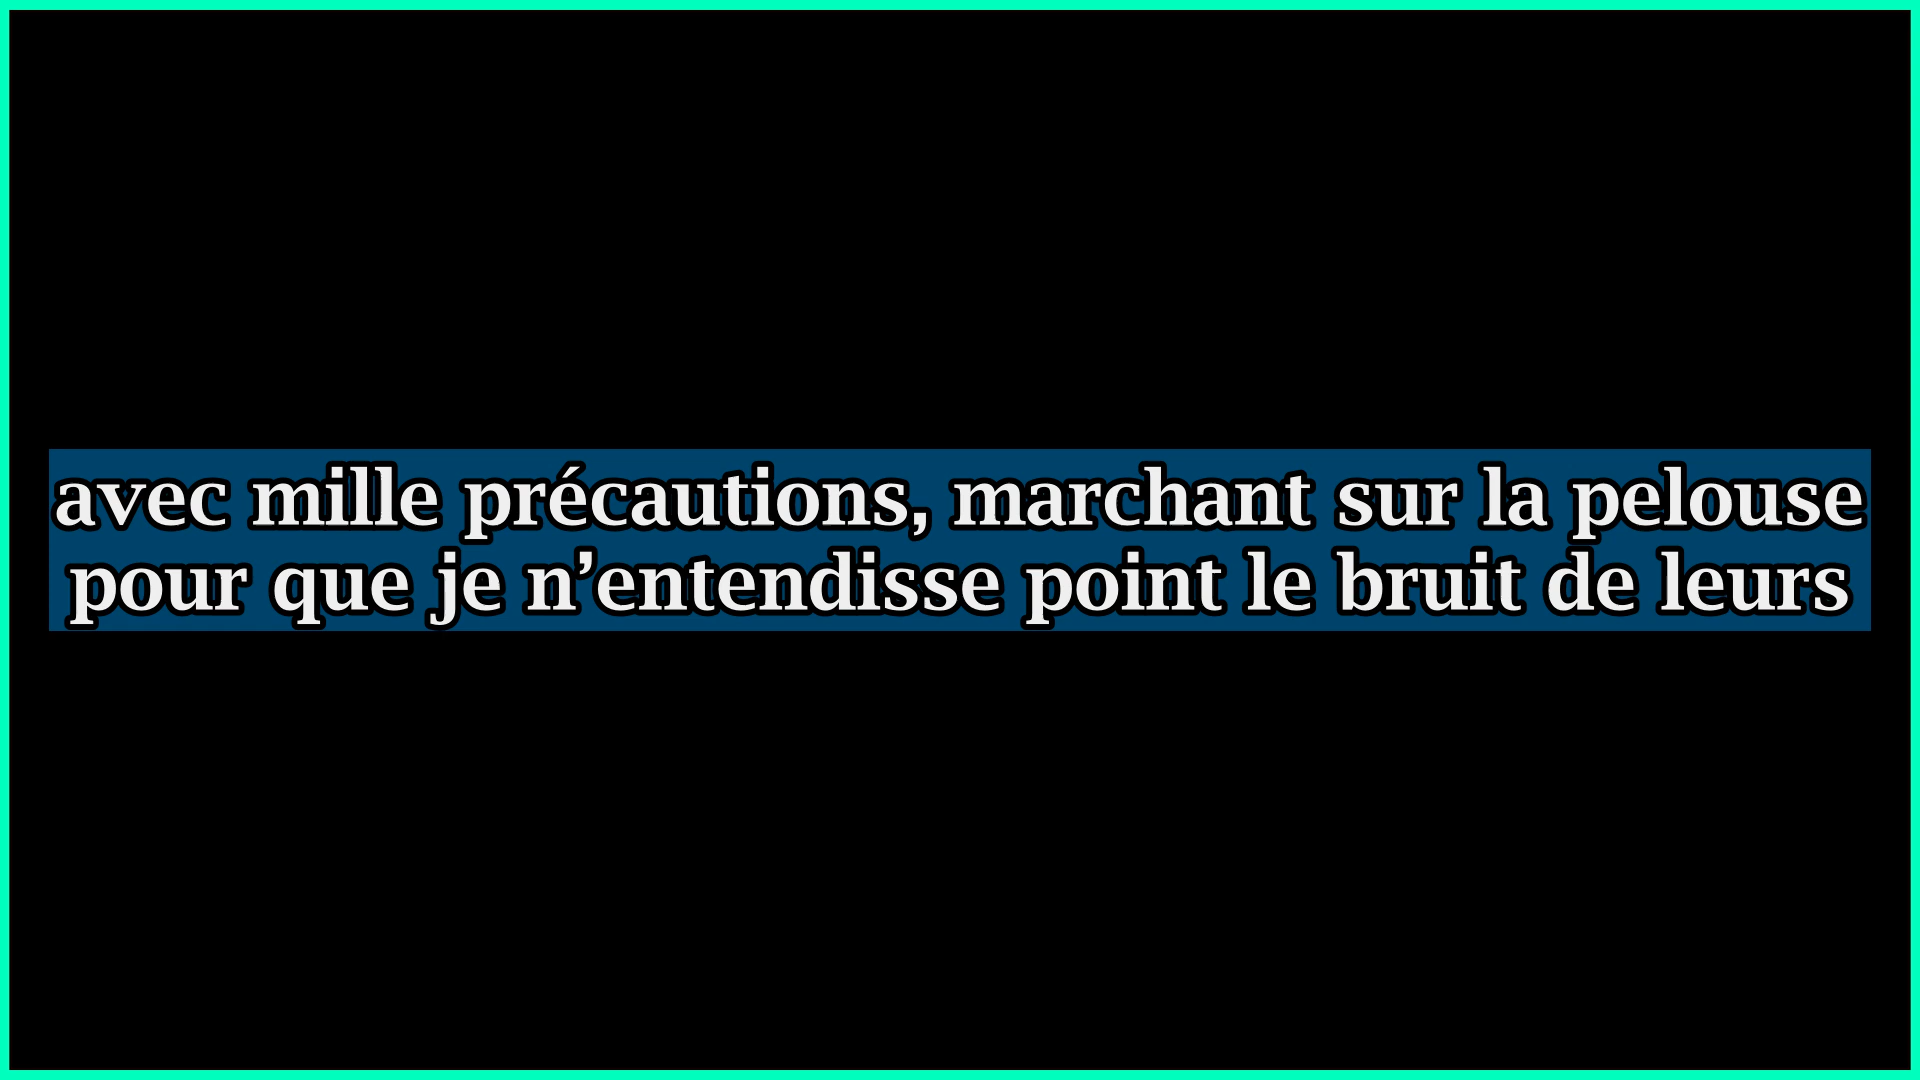 avec mille précautions, marchant sur la pelouse
pour que je n’entendisse point le bruit de leurs